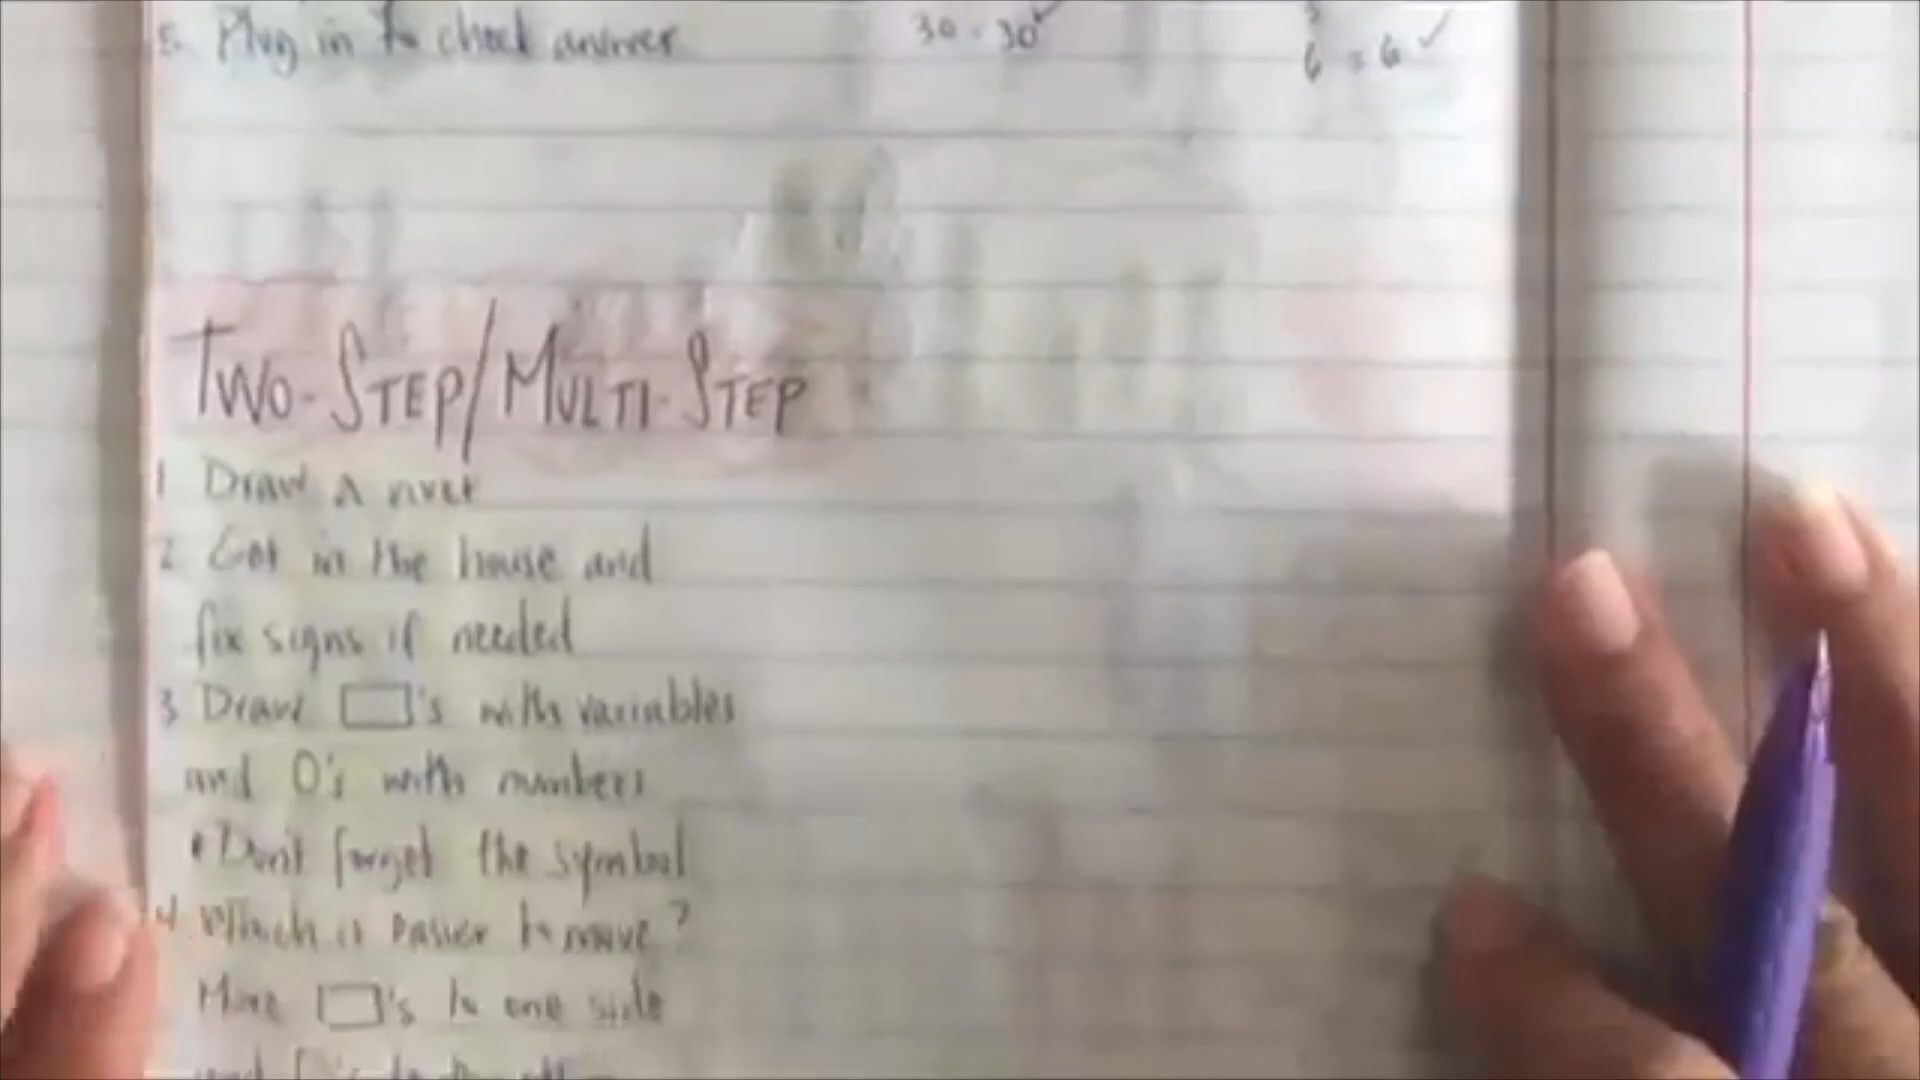 5. Plug in to check answer
30 = 30 ✓
6 = 6 ✓
TWO-STEP/MULTI-STEP
1 Draw a river
2 Get in the house and
fix signs if needed
3 Draw □'s with variables
and O's with numbers
• Don't forget the symbol
4 Which is easier to move?
Move □'s to one side